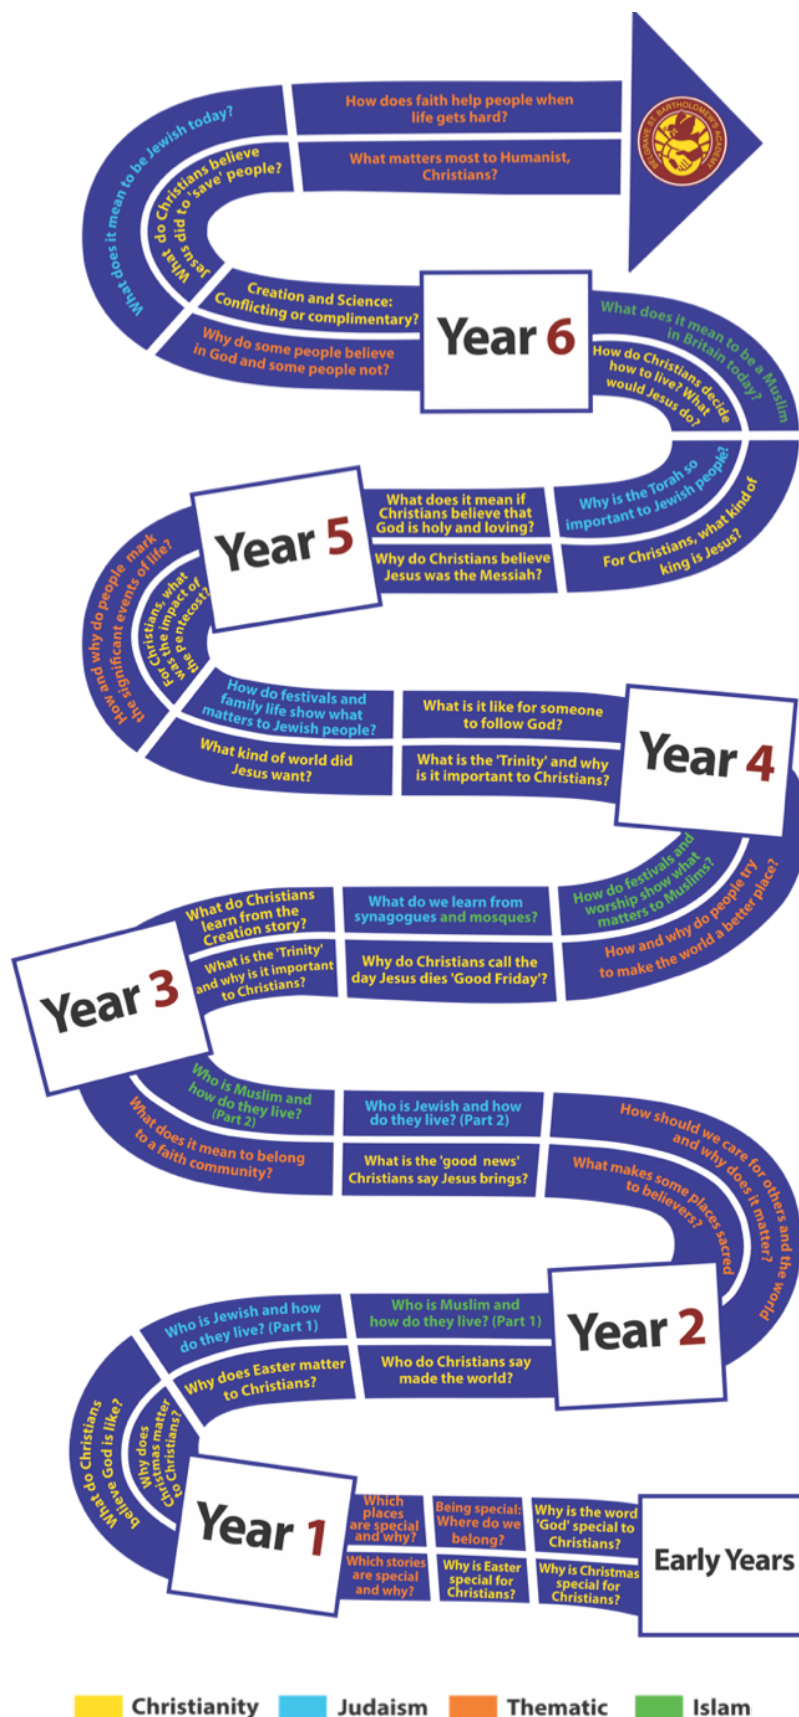 How does faith help people when
life gets hard?
What matters most to Humanist,
Christians?
BELGRAVE ST. BARTHOLOMEW'S ACADEMY
What does it mean to be Jewish today?
What do Christians believe
Jesus did to 'save' people?
Creation and Science:
Conflicting or complimentary?
Why do some people believe
in God and some people not?
Year 6
What does it mean to be a Muslim
in Britain today?
How do Christians decide
how to live? What
would Jesus do?
Why is the Torah so
important to Jewish people?
For Christians, what kind of
king is Jesus?
What does it mean if
Christians believe that
God is holy and loving?
Why do Christians believe
Jesus was the Messiah?
Year 5
How and why do people mark
the significant events of life?
For Christians, what
was the impact of
the Pentecost?
How do festivals and
family life show what
matters to Jewish people?
What kind of world did
Jesus want?
What is it like for someone
to follow God?
What is the 'Trinity' and why
is it important to Christians?
Year 4
How do festivals and
worship show what
matters to Muslims?
How and why do people try
to make the world a better place?
What do we learn from
synagogues and mosques?
Why do Christians call the
day Jesus dies 'Good Friday'?
What do Christians
learn from the
Creation story?
What is the 'Trinity'
and why is it important
to Christians?
Year 3
Who is Muslim and
how do they live?
(Part 2)
What does it mean to belong
to a faith community?
Who is Jewish and how
do they live? (Part 2)
What is the 'good news'
Christians say Jesus brings?
How should we care for others and the world
and why does it matter?
What makes some places sacred
to believers?
Year 2
Who is Muslim and
how do they live? (Part 1)
Who do Christians say
made the world?
Who is Jewish and how
do they live? (Part 1)
Why does Easter matter
to Christians?
What do Christians
believe God is like?
Why does
Christmas matter
to Christians?
Year 1
Which
places
are special
and why?
Which stories
are special
and why?
Being special:
Where do we
belong?
Why is Easter
special for
Christians?
Why is the word
'God' special to
Christians?
Why is Christmas
special for
Christians?
Early Years
Christianity
Judaism
Thematic
Islam